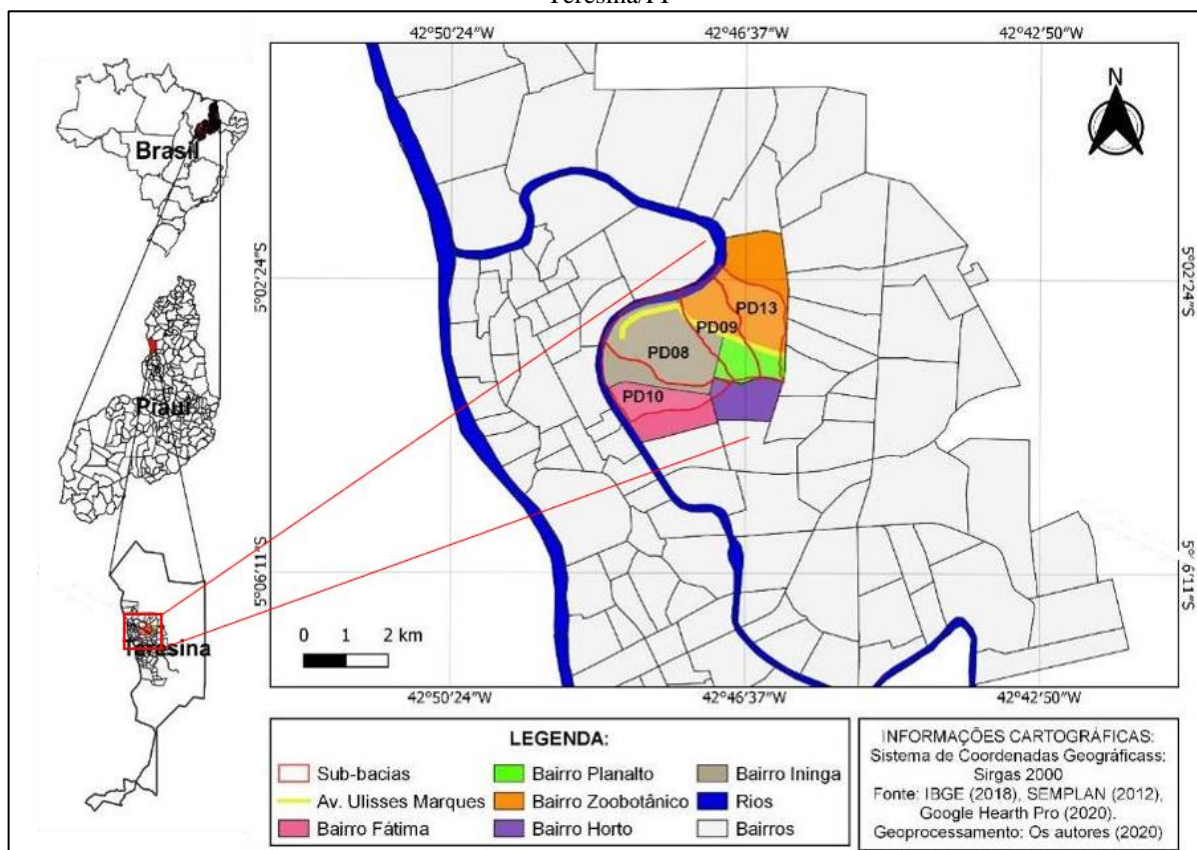 Teresina/PI
42°50'24"W 42°46'37"W 42°42'50"W
N
Brasil
Piauí
Teresina
5°02'24"S
5°02'24"S
PD13
PD09
PD08
PD10
5°06'11"S
5°06'11"S
0 1 2 km
42°50'24"W 42°46'37"W 42°42'50"W
LEGENDA:
Sub-bacias
Av. Ulisses Marques
Bairro Fátima
Bairro Planalto
Bairro Zoobotânico
Bairro Horto
Bairro Ininga
Rios
Bairros
INFORMAÇÕES CARTOGRÁFICAS:
Sistema de Coordenadas Geográficass:
Sirgas 2000
Fonte: IBGE (2018), SEMPLAN (2012),
Google Hearth Pro (2020).
Geoprocessamento: Os autores (2020)